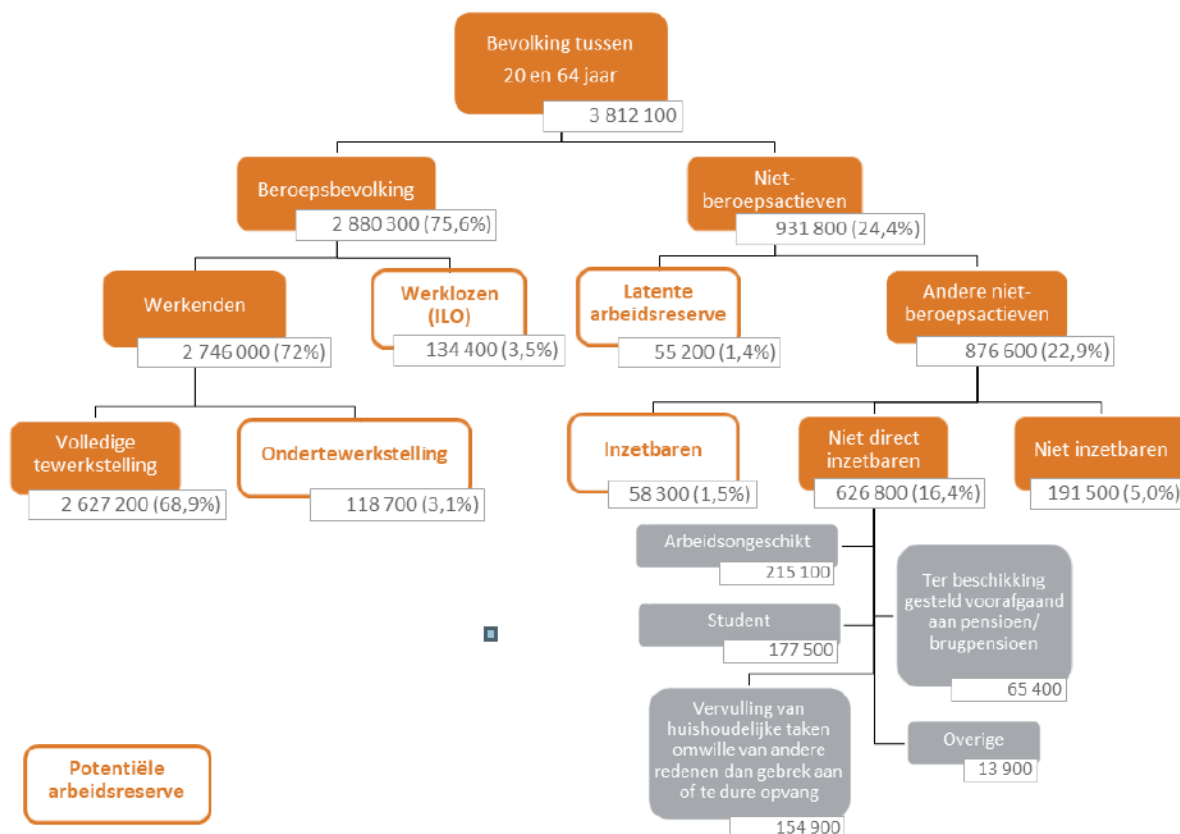 Bevolking tussen
20 en 64 jaar
3 812 100
Beroepsbevolking
2 880 300 (75,6%)
Niet-
beroepsactieven
931 800 (24,4%)
Werkenden
2 746 000 (72%)
Werklozen
(ILO)
134 400 (3,5%)
Latente
arbeidsreserve
55 200 (1,4%)
Andere niet-
beroepsactieven
876 600 (22,9%)
Volledige
tewerkstelling
2 627 200 (68,9%)
Ondertewerkstelling
118 700 (3,1%)
Inzetbaren
58 300 (1,5%)
Niet direct
inzetbaren
626 800 (16,4%)
Niet inzetbaren
191 500 (5,0%)
Arbeidsongeschikt
215 100
Ter beschikking
gesteld voorafgaand
aan pensioen/
brugpensioen
65 400
Student
177 500
Vervulling van
huishoudelijke taken
omwille van andere
redenen dan gebrek aan
of te dure opvang
154 900
Overige
13 900
Potentiële
arbeidsreserve